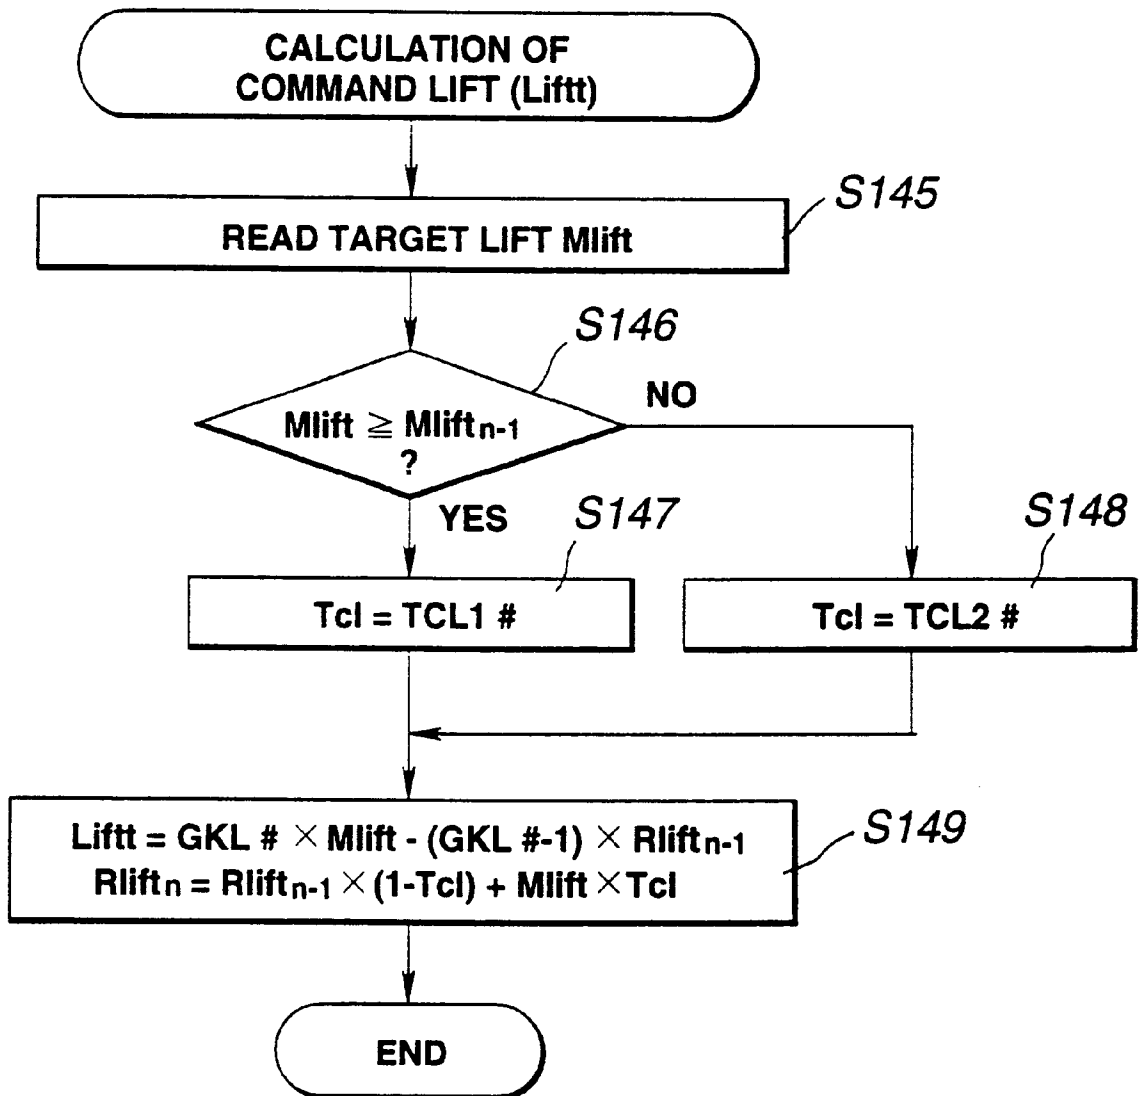 CALCULATION OF
COMMAND LIFT (Liftt)
S145
READ TARGET LIFT Mlift
S146
Mlift ≧ Mliftn-1
?
NO
YES
S147
S148
Tcl = TCL1 #
Tcl = TCL2 #
S149
Liftt = GKL # × Mlift - (GKL #-1) × Rliftn-1
Rliftn = Rliftn-1 × (1-Tcl) + Mlift × Tcl
END